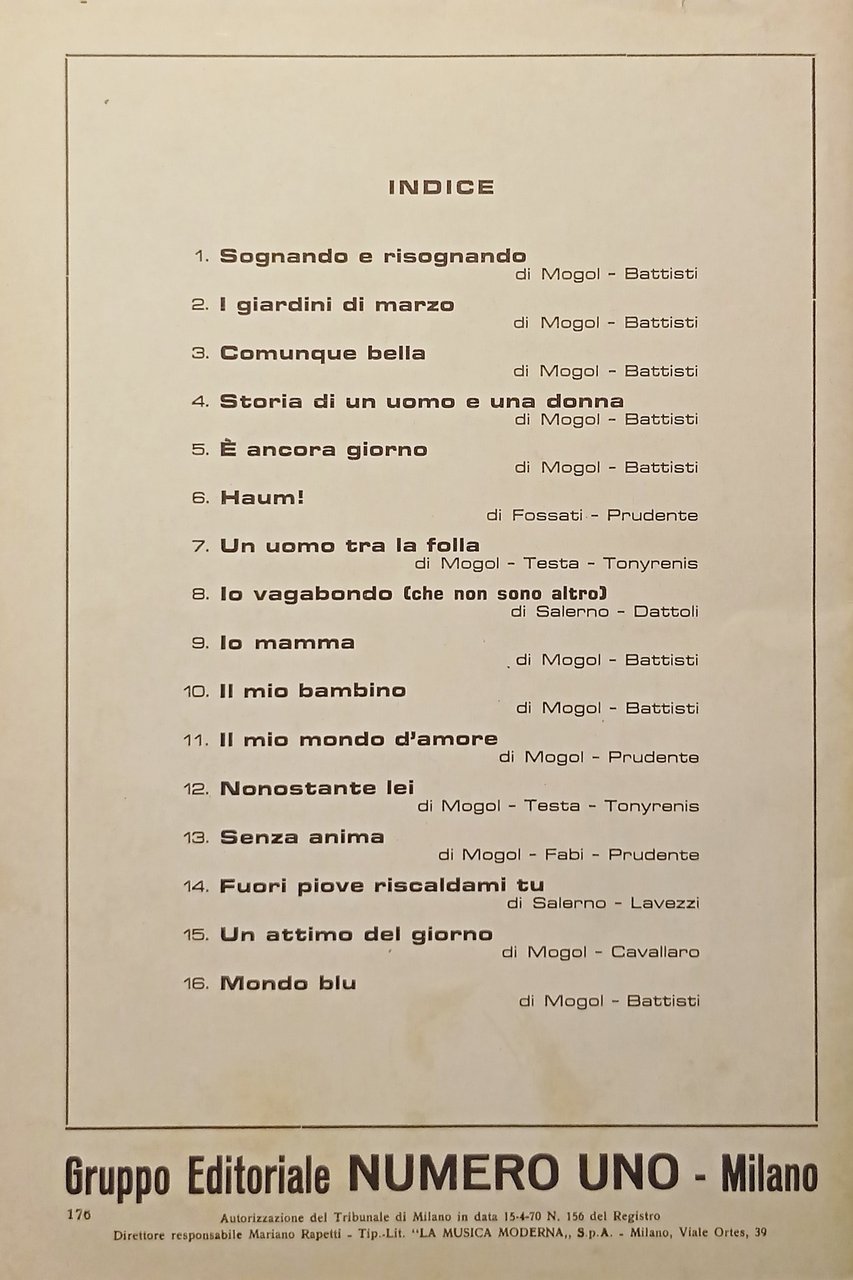 INDICE
1. Sognando e risognando
di Mogol - Battisti
2. I giardini di marzo
di Mogol - Battisti
3. Comunque bella
di Mogol - Battisti
4. Storia di un uomo e una donna
di Mogol - Battisti
5. È ancora giorno
di Mogol - Battisti
6. Haum!
di Fossati - Prudente
7. Un uomo tra la folla
di Mogol - Testa - Tonyrenis
8. Io vagabondo (che non sono altro)
di Salerno - Dattoli
9. Io mamma
di Mogol - Battisti
10. Il mio bambino
di Mogol - Battisti
11. Il mio mondo d'amore
di Mogol - Prudente
12. Nonostante lei
di Mogol - Testa - Tonyrenis
13. Senza anima
di Mogol - Fabi - Prudente
14. Fuori piove riscaldami tu
di Salerno - Lavezzi
15. Un attimo del giorno
di Mogol - Cavallaro
16. Mondo blu
di Mogol - Battisti
Gruppo Editoriale NUMERO UNO - Milano
176
Autorizzazione del Tribunale di Milano in data 15-4-70 N. 156 del Registro
Direttore responsabile Mariano Rapetti - Tip.-Lit. "LA MUSICA MODERNA,, S.p.A. - Milano, Viale Ortes, 39